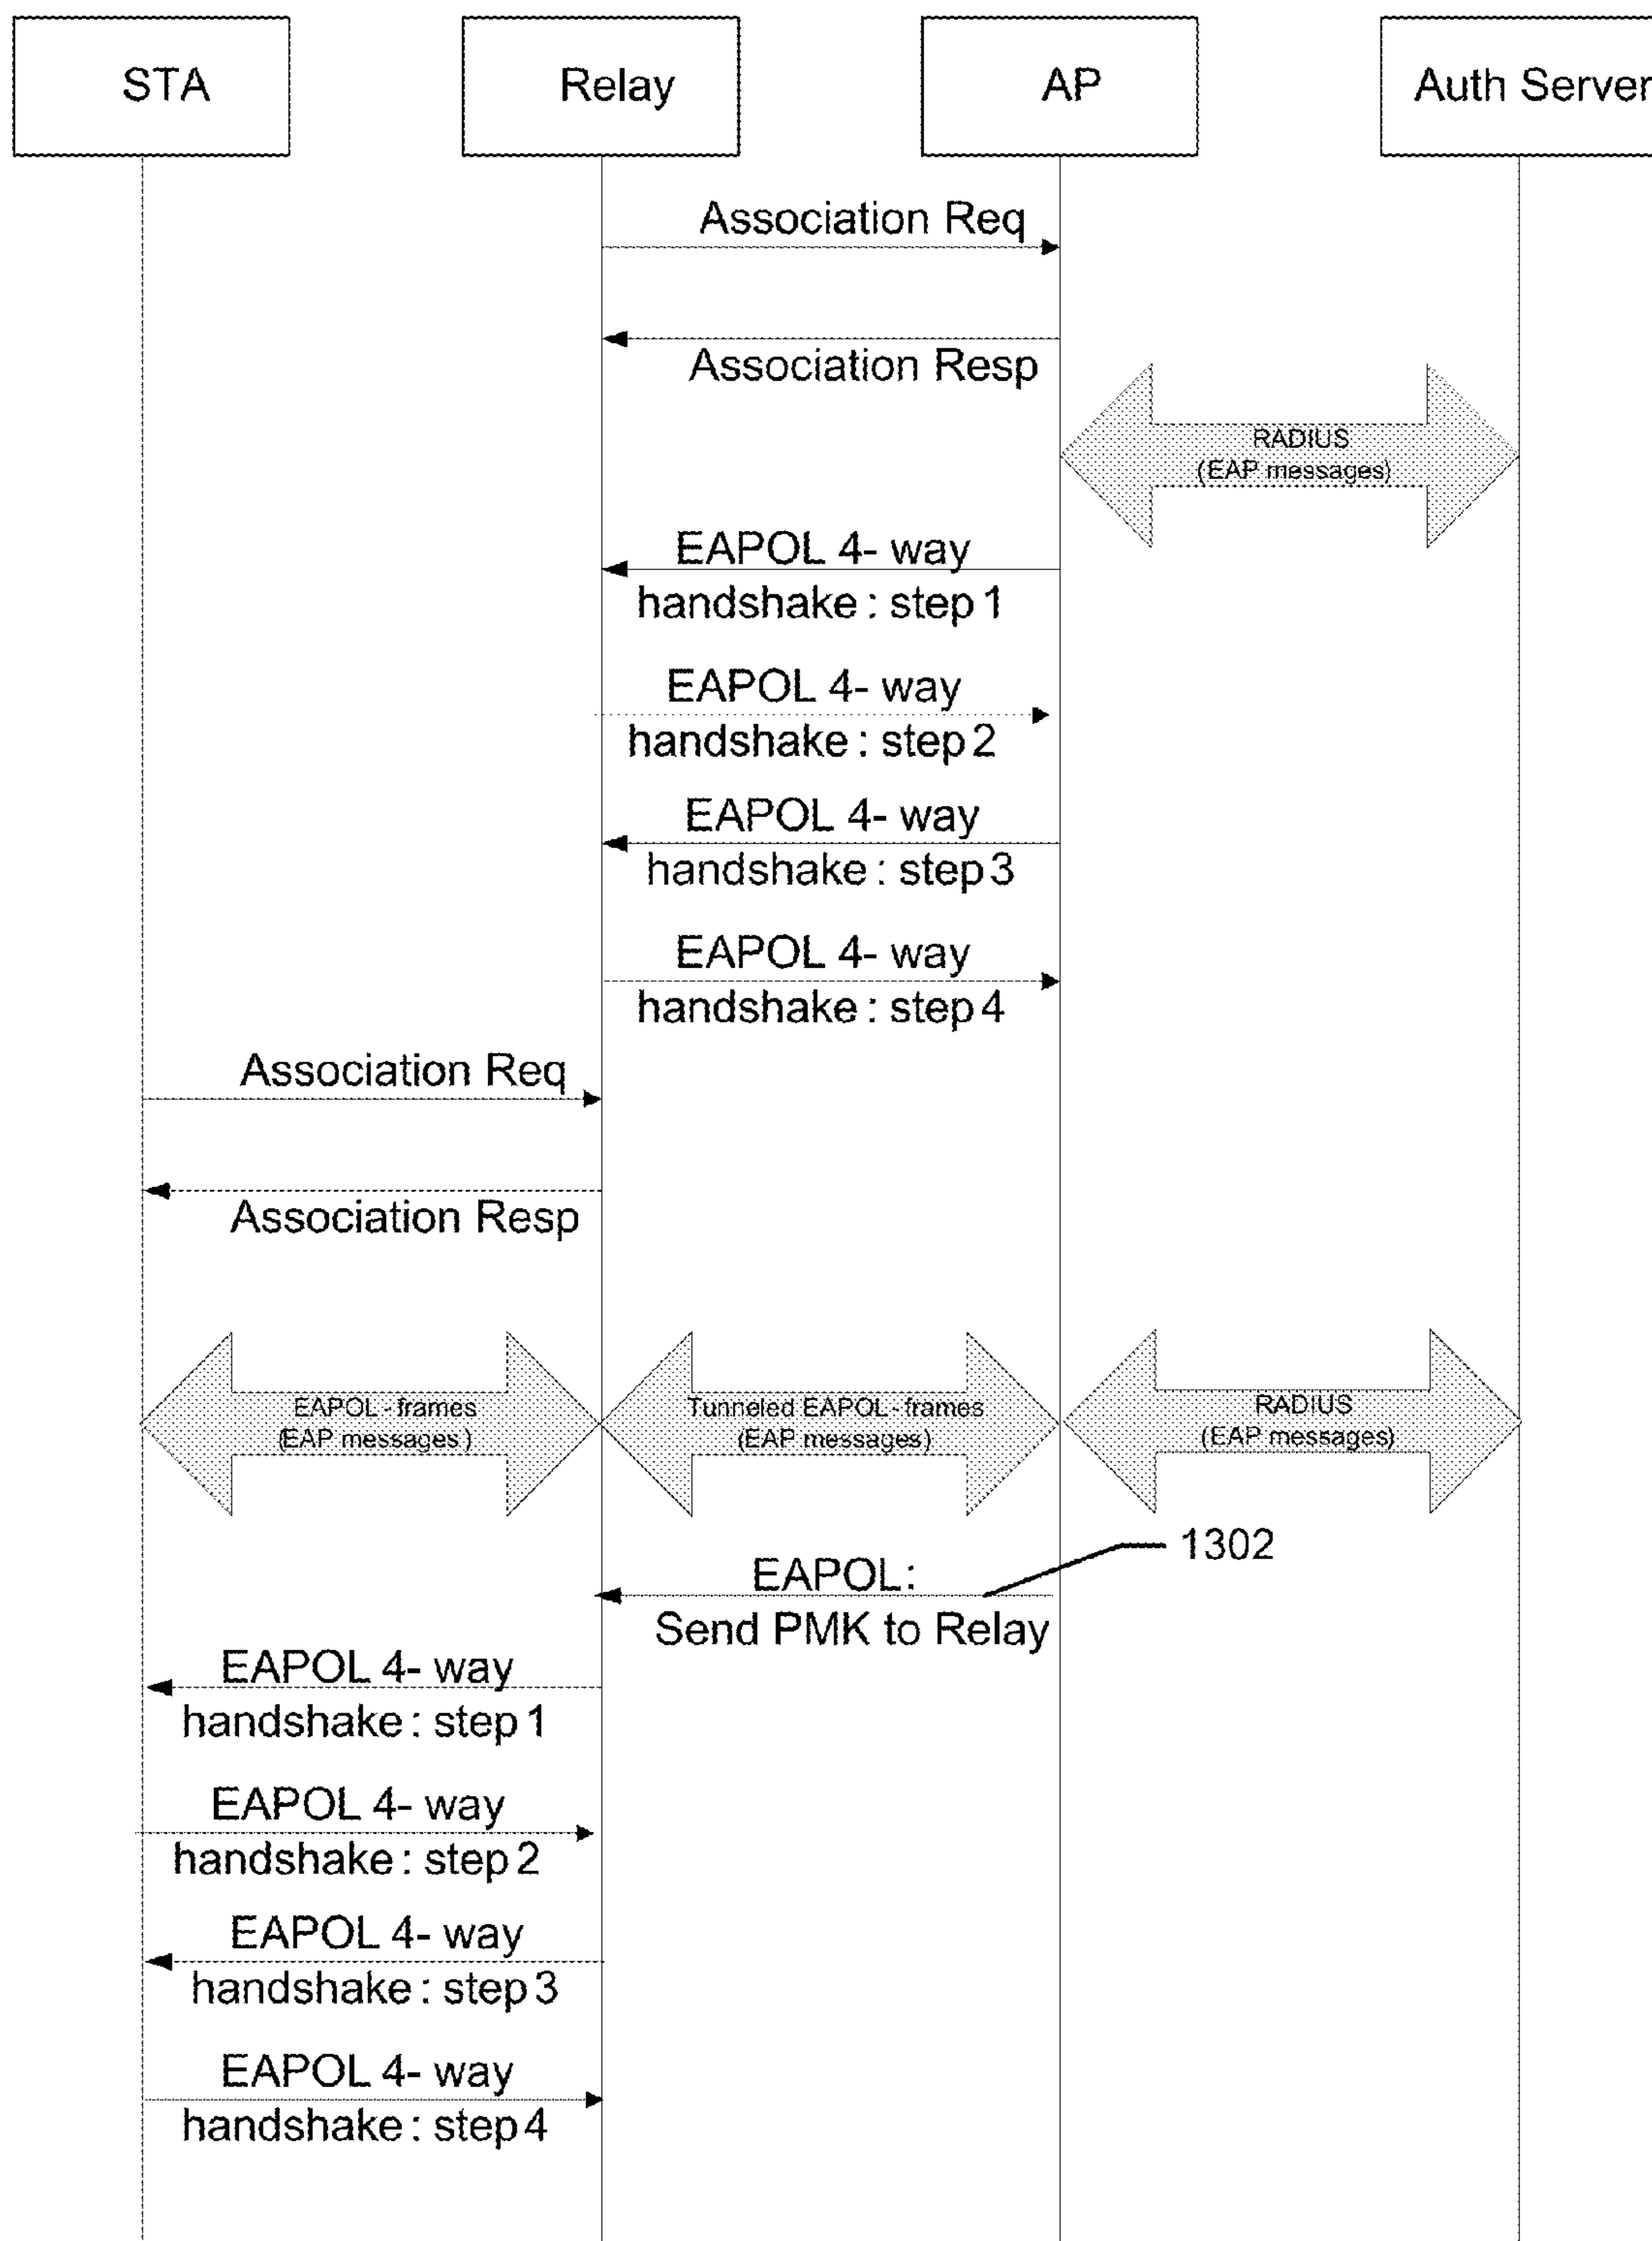 STA
Relay
AP
Auth Server
Association Req
Association Resp
RADIUS
(EAP messages)
EAPOL 4- way
handshake : step 1
EAPOL 4- way
handshake : step 2
EAPOL 4- way
handshake : step 3
EAPOL 4- way
handshake : step 4
Association Req
Association Resp
EAPOL - frames
(EAP messages )
Tunneled EAPOL - frames
(EAP messages)
RADIUS
(EAP messages)
1302
EAPOL :
Send PMK to Relay
EAPOL 4- way
handshake : step 1
EAPOL 4- way
handshake : step 2
EAPOL 4- way
handshake : step 3
EAPOL 4- way
handshake : step 4